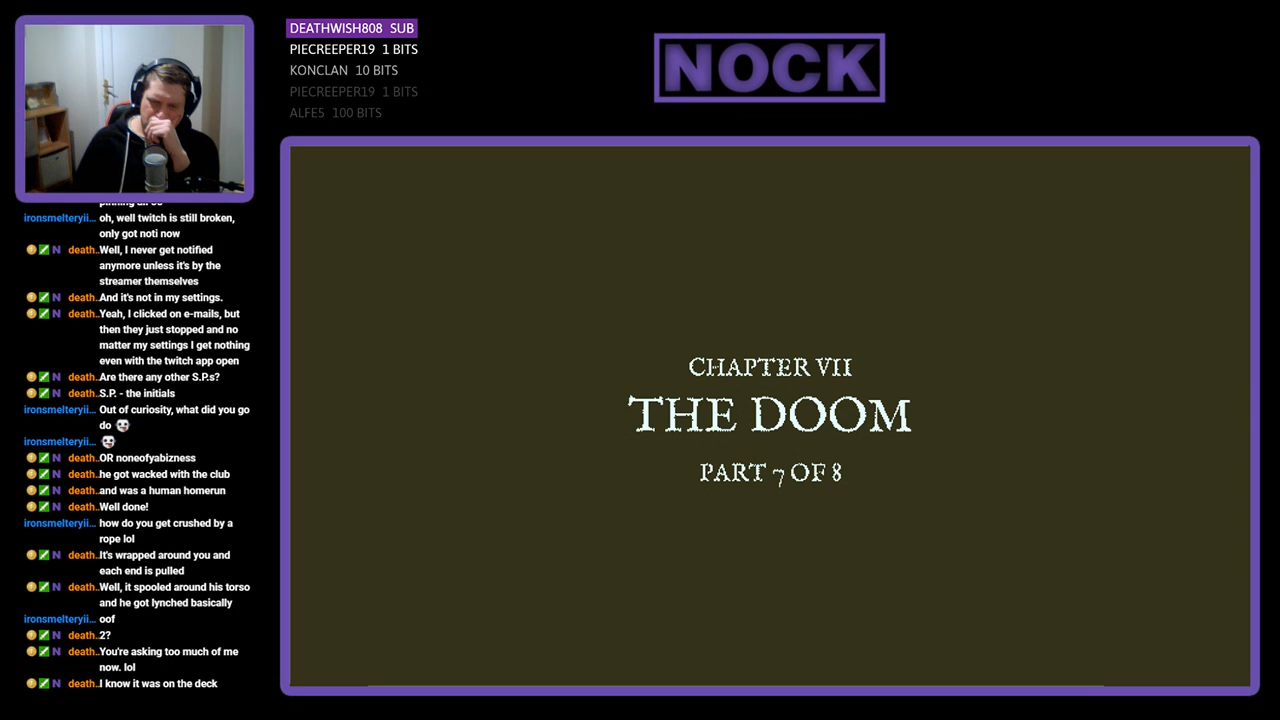 DEATHWISH808 SUB
PIECREEPER19 1 BITS
KONCLAN 10 BITS
PIECREEPER19 1 BITS
ALFE5 100 BITS
NOCK
ironsmelteryii... oh, well twitch is still broken,
only got noti now
N death.. Well, I never get notified
anymore unless it's by the
streamer themselves
N death.. And it's not in my settings.
N death.. Yeah, I clicked on e-mails, but
then they just stopped and no
matter my settings I get nothing
even with the twitch app open
N death.. Are there any other S.P.s?
N death.. S.P. - the initials
ironsmelteryii... Out of curiosity, what did you go
do
ironsmelteryii...
N death.. OR noneofyabizness
N death.. he got wacked with the club
N death.. and was a human homerun
N death.. Well done!
ironsmelteryii... how do you get crushed by a
rope lol
N death.. It's wrapped around you and
each end is pulled
N death.. Well, it spooled around his torso
and he got lynched basically
ironsmelteryii... oof
N death.. 2?
N death.. You're asking too much of me
now. lol
N death.. I know it was on the deck
CHAPTER VII
THE DOOM
PART 7 OF 8